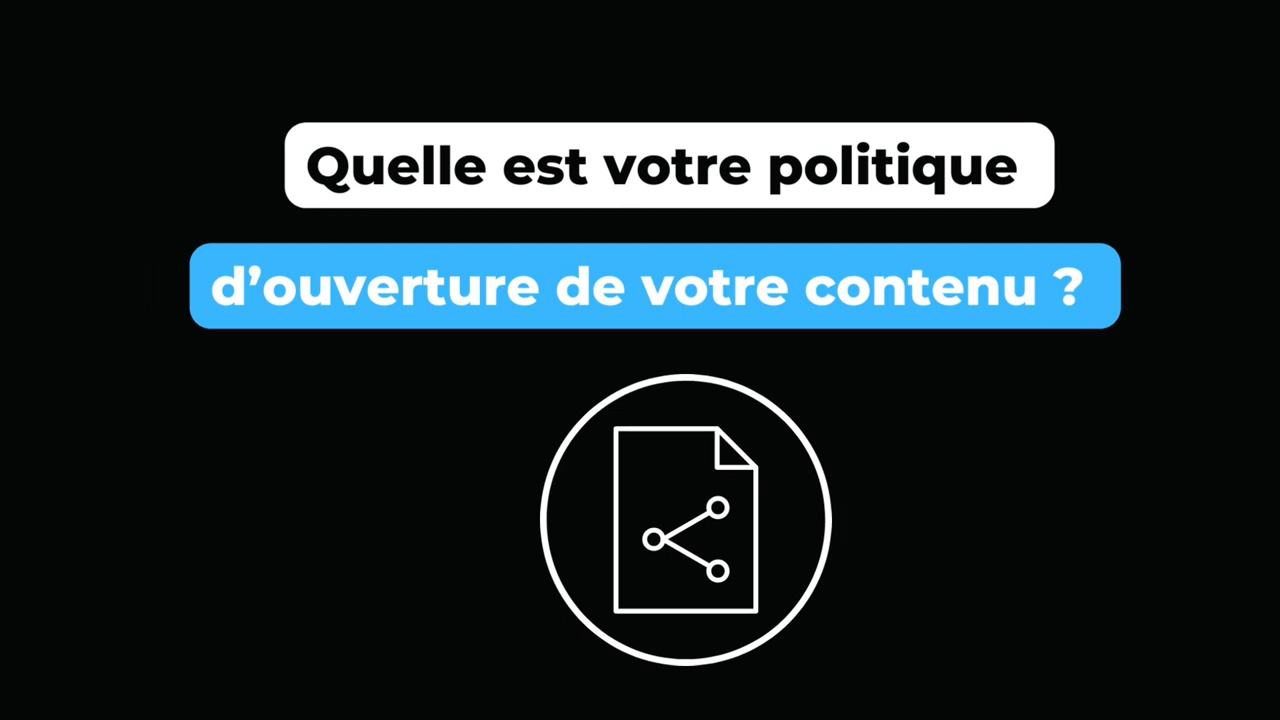 Quelle est votre politique
d’ouverture de votre contenu ?